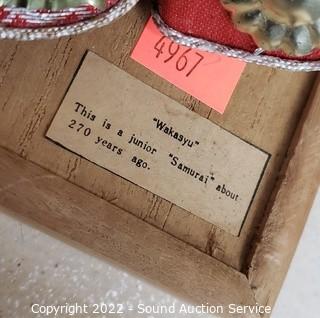 4967
"Wakasyu"
This is a junior "Samurai" about
270 years ago.
Copyright 2022 - Sound Auction Service